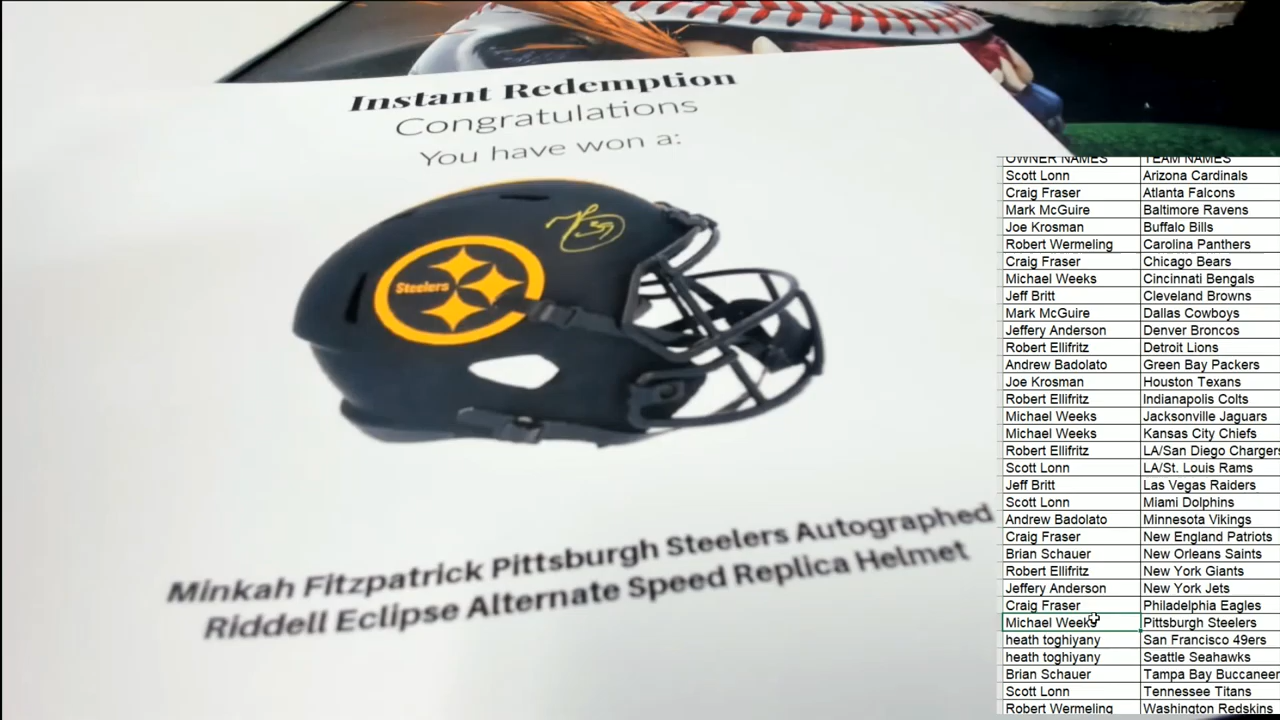 Instant Redemption
Congratulations
You have won a:
Steelers
Minkah Fitzpatrick Pittsburgh Steelers Autographed
Riddell Eclipse Alternate Speed Replica Helmet
OWNER NAMES TEAM NAMES
Scott Lonn Arizona Cardinals
Craig Fraser Atlanta Falcons
Mark McGuire Baltimore Ravens
Joe Krosman Buffalo Bills
Robert Wermeling Carolina Panthers
Craig Fraser Chicago Bears
Michael Weeks Cincinnati Bengals
Jeff Britt Cleveland Browns
Mark McGuire Dallas Cowboys
Jeffery Anderson Denver Broncos
Robert Ellifritz Detroit Lions
Andrew Badolato Green Bay Packers
Joe Krosman Houston Texans
Robert Ellifritz Indianapolis Colts
Michael Weeks Jacksonville Jaguars
Michael Weeks Kansas City Chiefs
Robert Ellifritz LA/San Diego Chargers
Scott Lonn LA/St. Louis Rams
Jeff Britt Las Vegas Raiders
Scott Lonn Miami Dolphins
Andrew Badolato Minnesota Vikings
Craig Fraser New England Patriots
Brian Schauer New Orleans Saints
Robert Ellifritz New York Giants
Jeffery Anderson New York Jets
Craig Fraser Philadelphia Eagles
Michael Weeks Pittsburgh Steelers
heath toghiyany San Francisco 49ers
heath toghiyany Seattle Seahawks
Brian Schauer Tampa Bay Buccaneer
Scott Lonn Tennessee Titans
Robert Wermeling Washington Redskins